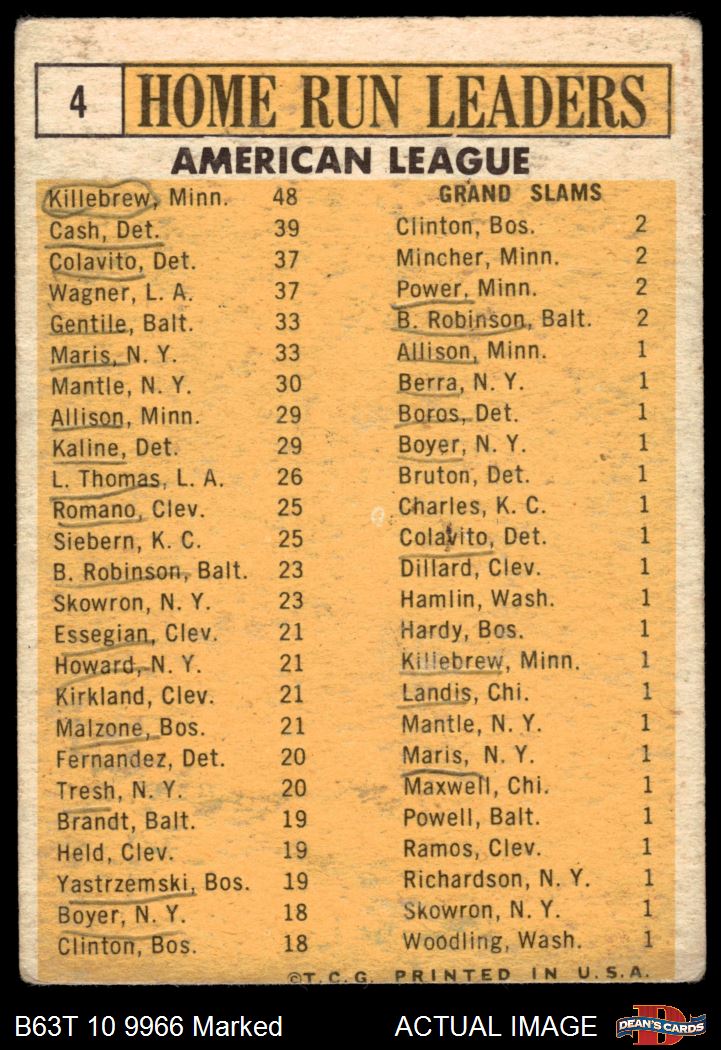 4 HOME RUN LEADERS
AMERICAN LEAGUE
Killebrew, Minn. 48
Cash, Det. 39
Colavito, Det. 37
Wagner, L. A. 37
Gentile, Balt. 33
Maris, N. Y. 33
Mantle, N. Y. 30
Allison, Minn. 29
Kaline, Det. 29
L. Thomas, L. A. 26
Romano, Clev. 25
Siebern, K. C. 25
B. Robinson, Balt. 23
Skowron, N. Y. 23
Essegian, Clev. 21
Howard, N. Y. 21
Kirkland, Clev. 21
Malzone, Bos. 21
Fernandez, Det. 20
Tresh, N. Y. 20
Brandt, Balt. 19
Held, Clev. 19
Yastrzemski, Bos. 19
Boyer, N. Y. 18
Clinton, Bos. 18
GRAND SLAMS
Clinton, Bos. 2
Mincher, Minn. 2
Power, Minn. 2
B. Robinson, Balt. 2
Allison, Minn. 1
Berra, N. Y. 1
Boros, Det. 1
Boyer, N. Y. 1
Bruton, Det. 1
Charles, K. C. 1
Colavito, Det. 1
Dillard, Clev. 1
Hamlin, Wash. 1
Hardy, Bos. 1
Killebrew, Minn. 1
Landis, Chi. 1
Mantle, N. Y. 1
Maris, N. Y. 1
Maxwell, Chi. 1
Powell, Balt. 1
Ramos, Clev. 1
Richardson, N. Y. 1
Skowron, N. Y. 1
Woodling, Wash. 1
©T. C. G. PRINTED IN U. S. A.
B63T 10 9966 Marked ACTUAL IMAGE DEAN'S CARDS